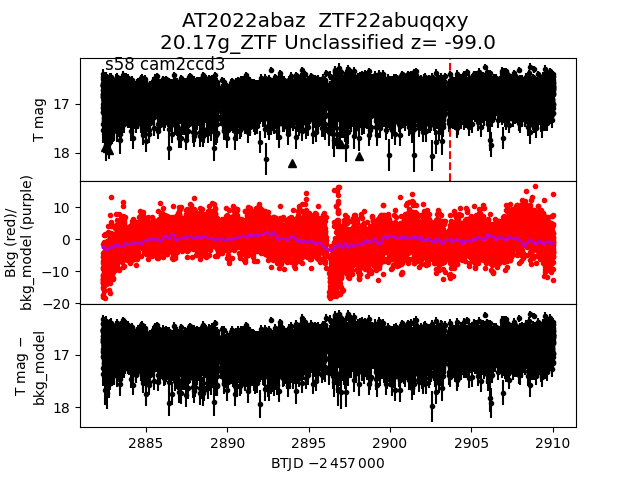 AT2022abaz  ZTF22abuqqxy
20.17g_ZTF Unclassified z= -99.0
s58 cam2ccd3
T mag
17
18
Bkg (red)/
bkg_model (purple)
10
0
−10
−20
T mag −
bkg_model
17
18
2885 2890 2895 2900 2905 2910
BTJD −2 457 000